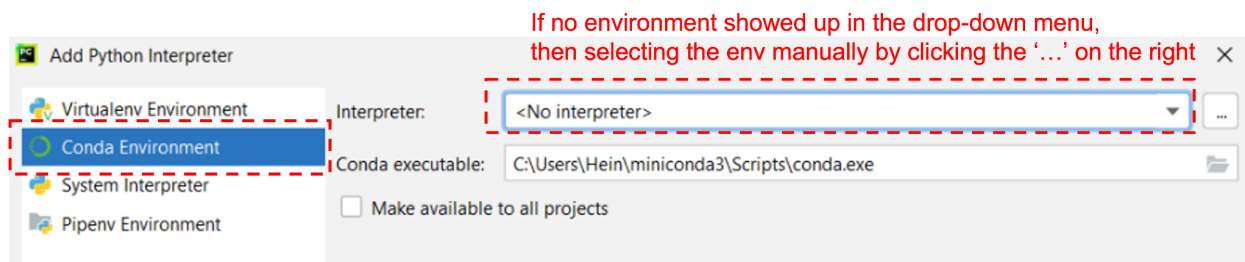 If no environment showed up in the drop-down menu,
then selecting the env manually by clicking the ‘…’ on the right
PC
Add Python Interpreter
Virtualenv Environment
Interpreter:
<No interpreter>
...
Conda Environment
Conda executable:
C:\Users\Hein\miniconda3\Scripts\conda.exe
System Interpreter
Make available to all projects
Pipenv Environment